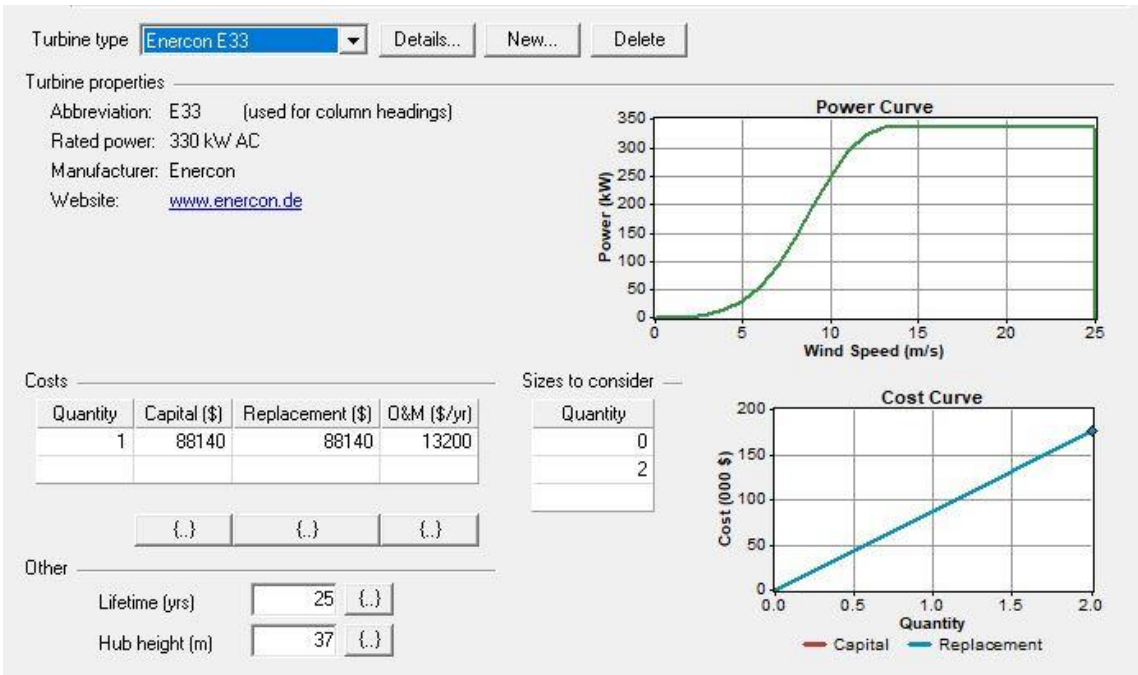 Turbine type Enercon E33 Details... New... Delete
Turbine properties
Abbreviation: E33 (used for column headings)
Rated power: 330 kW AC
Manufacturer: Enercon
Website: www.enercon.de
Power Curve
350
300
250
200
150
100
50
0
Power (kW)
0 5 10 15 20 25
Wind Speed (m/s)
Costs
Quantity Capital ($) Replacement ($) O&M ($/yr)
1 88140 88140 13200
{..} {..} {..}
Sizes to consider
Quantity
0
2
Cost Curve
200
150
100
50
0
Cost (000 $)
0.0 0.5 1.0 1.5 2.0
Quantity
Capital Replacement
Other
Lifetime (yrs) 25 {..}
Hub height (m) 37 {..}